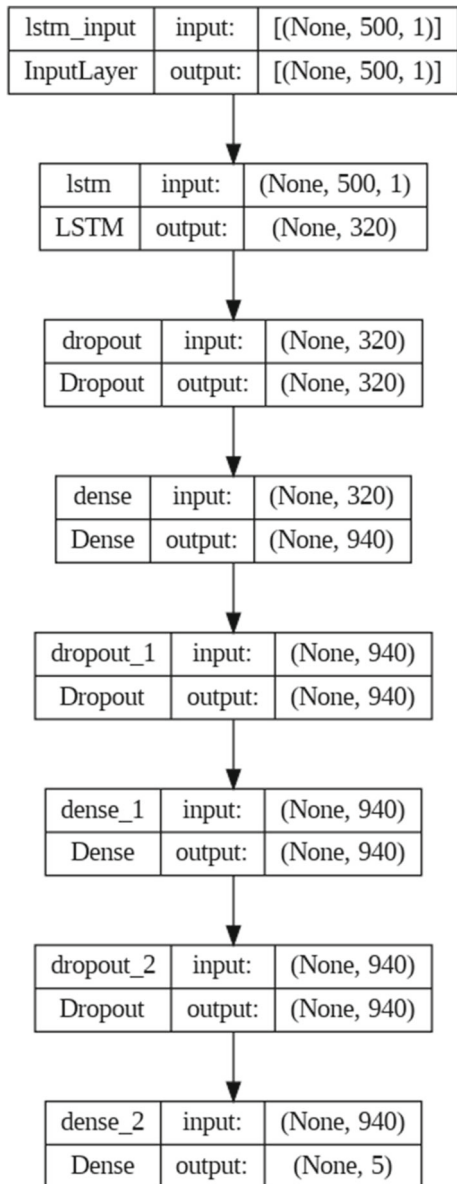 lstm_input input: [(None, 500, 1)]
InputLayer output: [(None, 500, 1)]
lstm input: (None, 500, 1)
LSTM output: (None, 320)
dropout input: (None, 320)
Dropout output: (None, 320)
dense input: (None, 320)
Dense output: (None, 940)
dropout_1 input: (None, 940)
Dropout output: (None, 940)
dense_1 input: (None, 940)
Dense output: (None, 940)
dropout_2 input: (None, 940)
Dropout output: (None, 940)
dense_2 input: (None, 940)
Dense output: (None, 5)